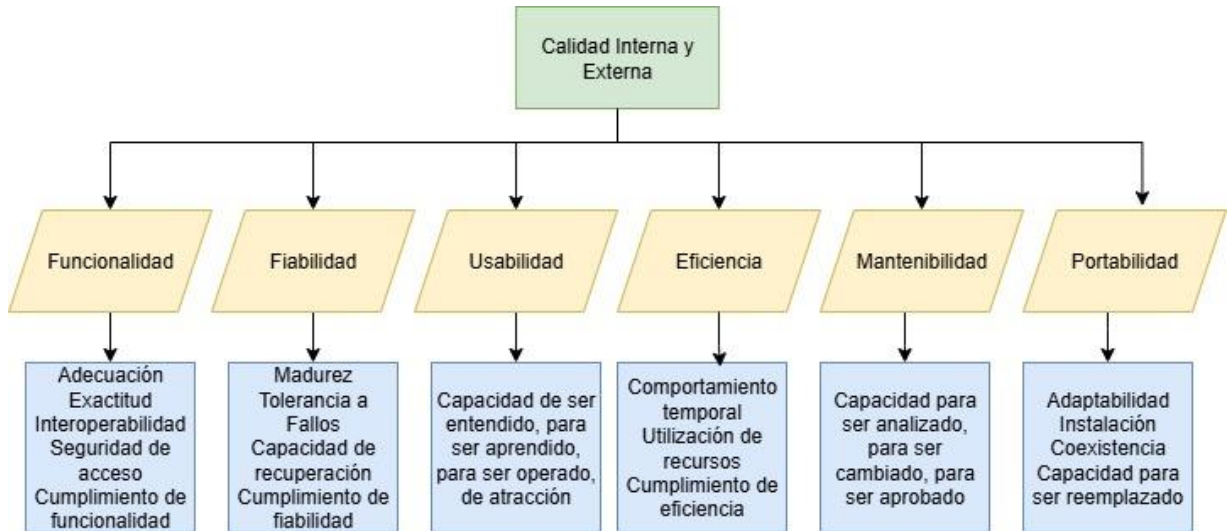 Calidad Interna y
Externa
Funcionalidad
Fiabilidad
Usabilidad
Eficiencia
Mantenibilidad
Portabilidad
Adecuación
Exactitud
Interoperabilidad
Seguridad de
acceso
Cumplimiento de
funcionalidad
Madurez
Tolerancia a
Fallos
Capacidad de
recuperación
Cumplimiento de
fiabilidad
Capacidad de ser
entendido, para
ser aprendido,
para ser operado,
de atracción
Comportamiento
temporal
Utilización de
recursos
Cumplimiento de
eficiencia
Capacidad para
ser analizado,
para ser
cambiado, para
ser aprobado
Adaptabilidad
Instalación
Coexistencia
Capacidad para
ser reemplazado